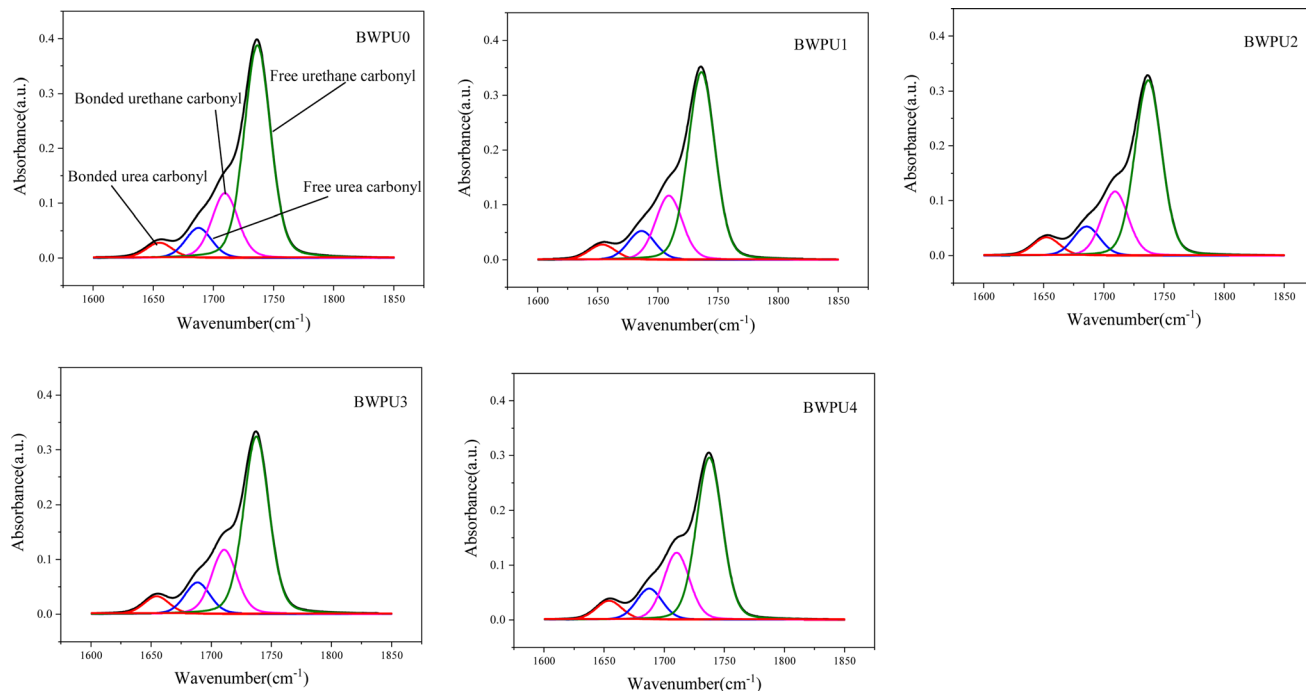 BWPU0
Free urethane carbonyl
Bonded urethane carbonyl
Bonded urea carbonyl
Free urea carbonyl
Absorbance(a.u.)
0.4
0.3
0.2
0.1
0.0
1600 1650 1700 1750 1800 1850
Wavenumber(cm⁻¹)
BWPU1
Absorbance(a.u.)
0.4
0.3
0.2
0.1
0.0
1600 1650 1700 1750 1800 1850
Wavenumber(cm⁻¹)
BWPU2
Absorbance(a.u.)
0.4
0.3
0.2
0.1
0.0
1600 1650 1700 1750 1800 1850
Wavenumber(cm⁻¹)
BWPU3
Absorbance(a.u.)
0.4
0.3
0.2
0.1
0.0
1600 1650 1700 1750 1800 1850
Wavenumber(cm⁻¹)
BWPU4
Absorbance(a.u.)
0.4
0.3
0.2
0.1
0.0
1600 1650 1700 1750 1800 1850
Wavenumber(cm⁻¹)